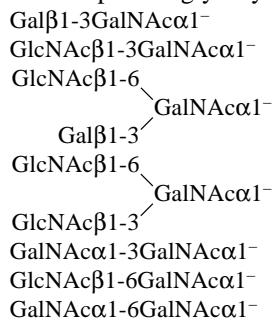 Galβ1-3GalNAcα1⁻
GlcNAcβ1-3GalNAcα1⁻
GlcNAcβ1-6
GalNAcα1⁻
Galβ1-3
GlcNAcβ1-6
GalNAcα1⁻
GlcNAcβ1-3
GalNAcα1-3GalNAcα1⁻
GlcNAcβ1-6GalNAcα1⁻
GalNAcα1-6GalNAcα1⁻